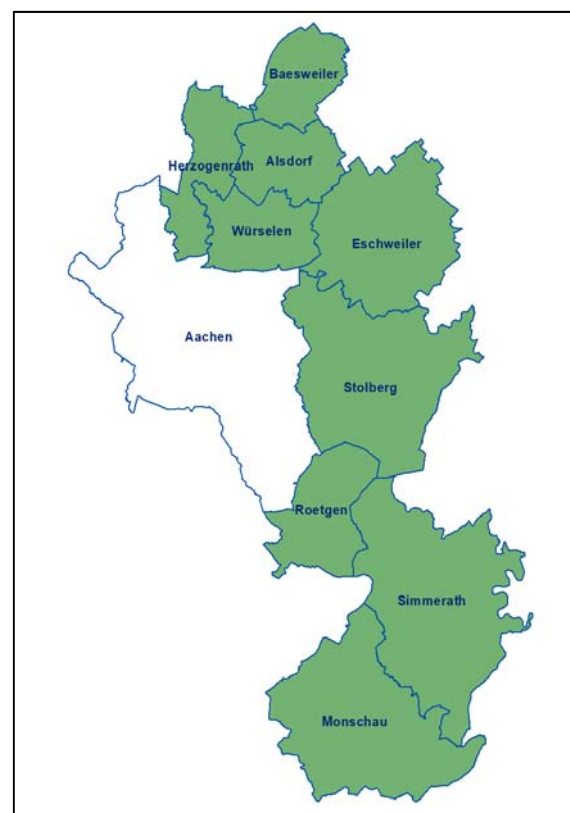 Baesweiler
Herzogenrath
Alsdorf
Würselen
Eschweiler
Aachen
Stolberg
Roetgen
Simmerath
Monschau